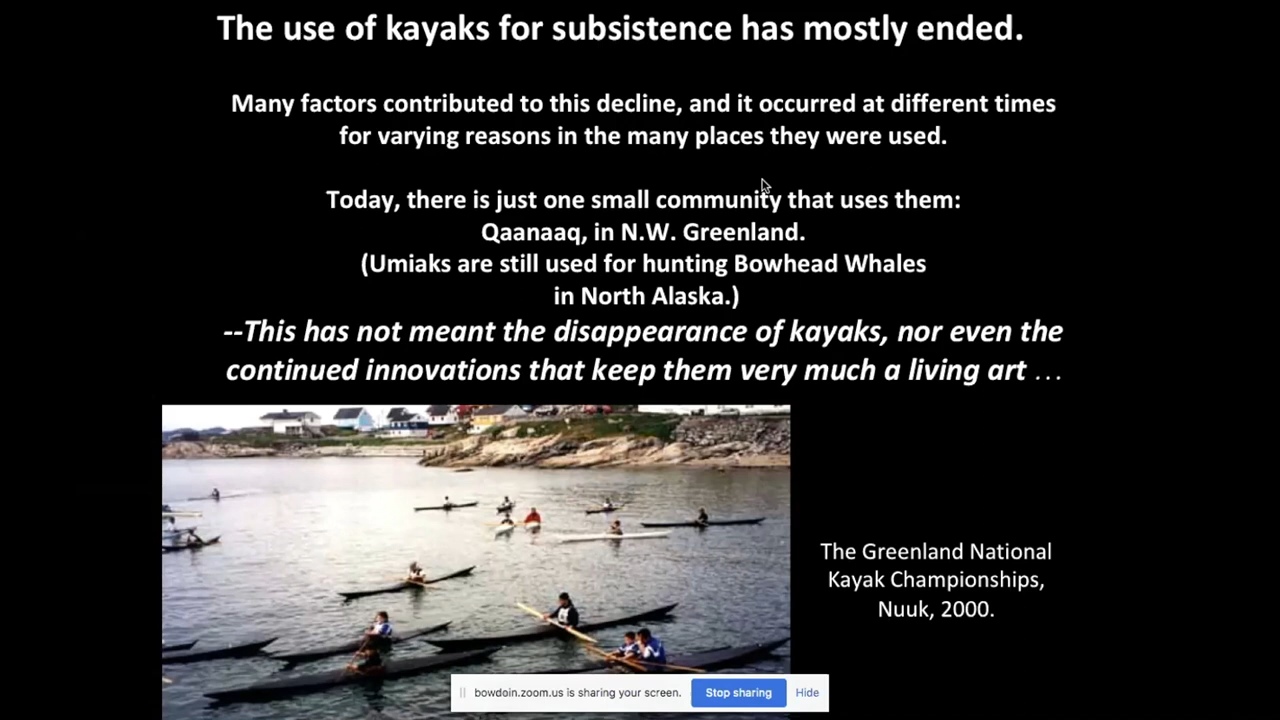 The use of kayaks for subsistence has mostly ended.
Many factors contributed to this decline, and it occurred at different times
for varying reasons in the many places they were used.
Today, there is just one small community that uses them:
Qaanaaq, in N.W. Greenland.
(Umiaks are still used for hunting Bowhead Whales
in North Alaska.)
--This has not meant the disappearance of kayaks, nor even the
continued innovations that keep them very much a living art ...
The Greenland National
Kayak Championships,
Nuuk, 2000.
bowdoin.zoom.us is sharing your screen. Stop sharing Hide